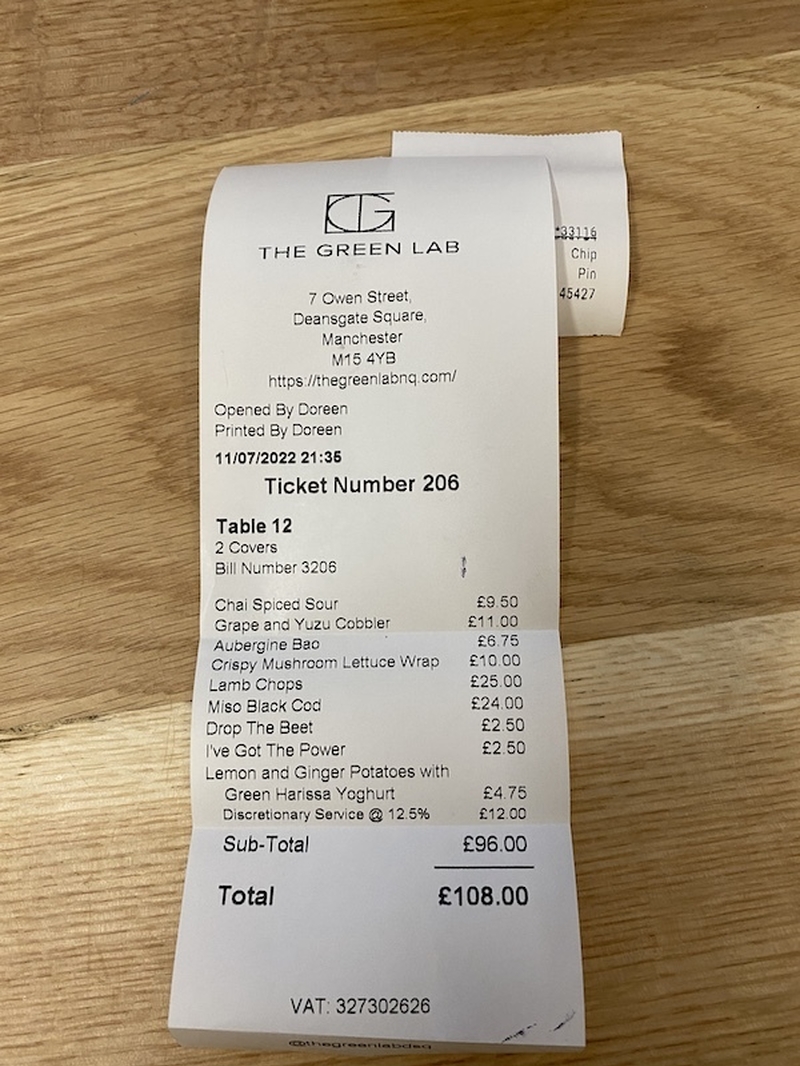 THE GREEN LAB
7 Owen Street,
Deansgate Square,
Manchester
M15 4YB
https://thegreenlabnq.com/
Opened By Doreen
Printed By Doreen
11/07/2022 21:35
Ticket Number 206
Table 12
2 Covers
Bill Number 3206
Chai Spiced Sour £9.50
Grape and Yuzu Cobbler £11.00
Aubergine Bao £6.75
Crispy Mushroom Lettuce Wrap £10.00
Lamb Chops £25.00
Miso Black Cod £24.00
Drop The Beet £2.50
I've Got The Power £2.50
Lemon and Ginger Potatoes with
Green Harissa Yoghurt £4.75
Discretionary Service @ 12.5% £12.00
Sub-Total £96.00
Total £108.00
VAT: 327302626
@thegreenlabdsq
*33116
Chip
Pin
45427